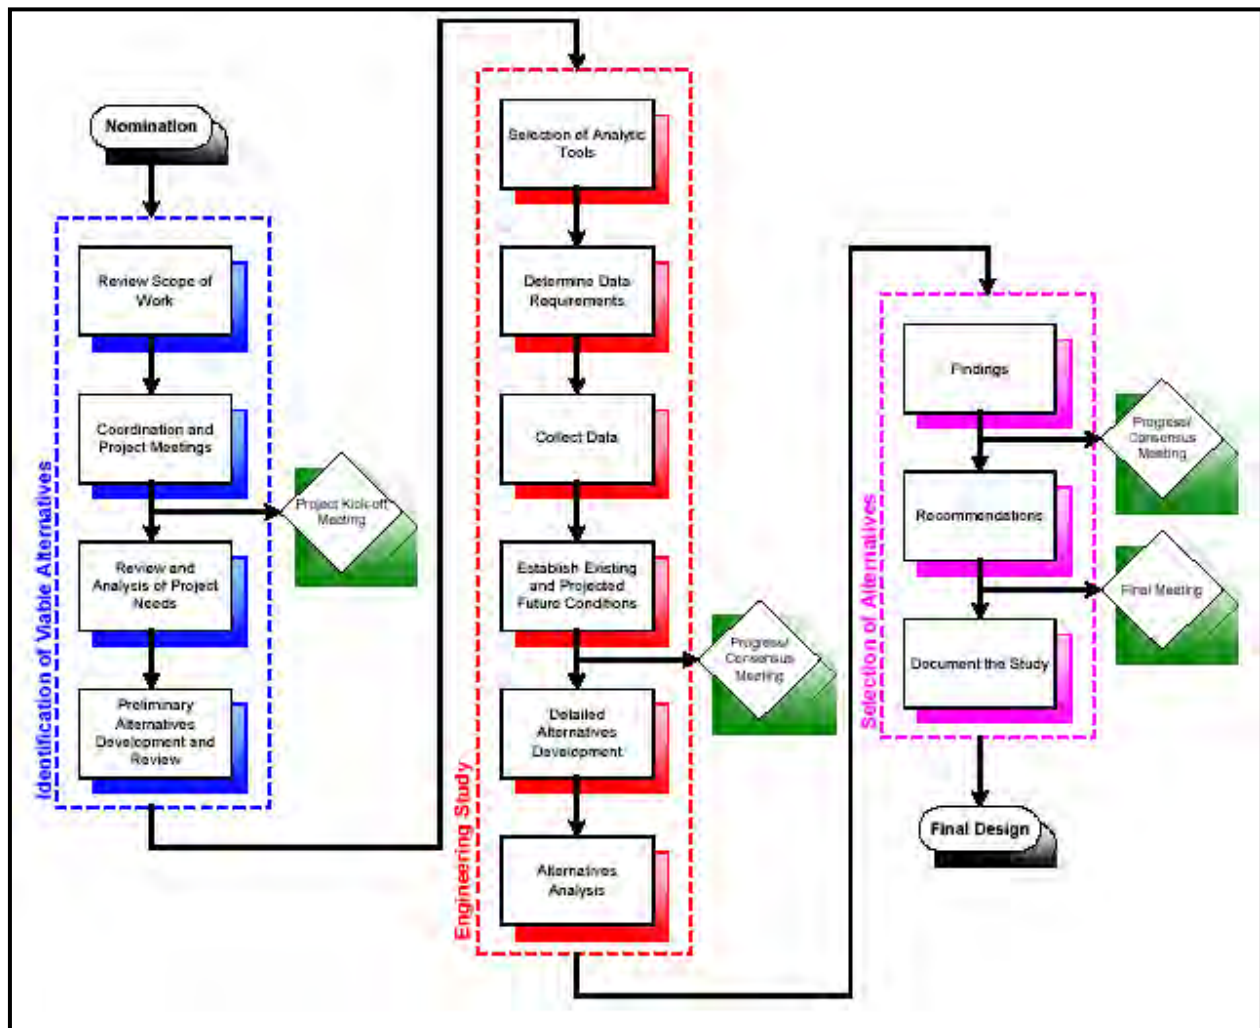 Nomination
Identification of Viable Alternatives
Review Scope of
Work
Coordination and
Project Meetings
Project Kick-off
Meeting
Review and
Analysis of Project
Needs
Preliminary
Alternatives
Development and
Review
Engineering Study
Selection of Analytic
Tools
Determine Data
Requirements
Collect Data
Establish Existing
and Projected
Future Conditions
Progress/
Consensus
Meeting
Detailed
Alternatives
Development
Alternatives
Analysis
Selection of Alternatives
Findings
Progress/
Consensus
Meeting
Recommendations
Final Meeting
Document the Study
Final Design